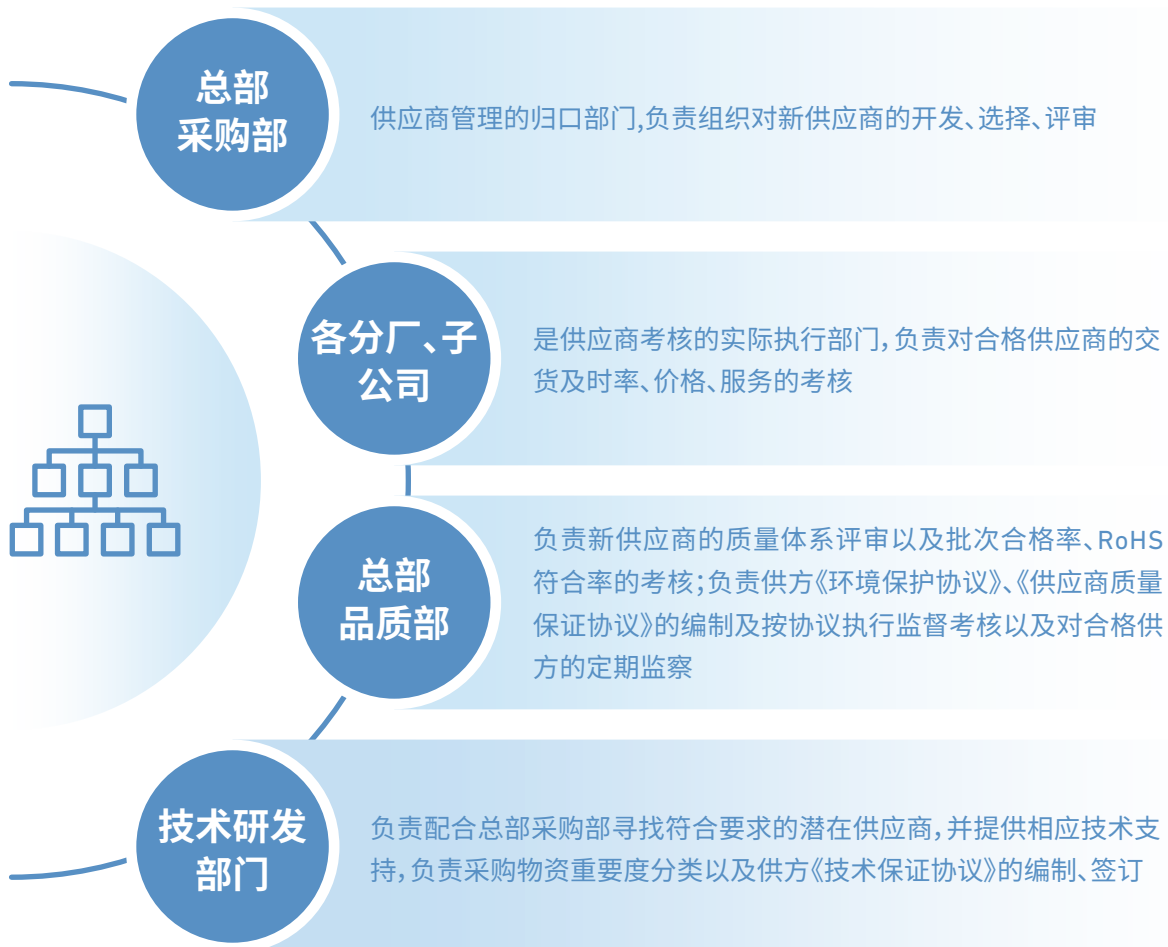 总部
采购部
供应商管理的归口部门,负责组织对新供应商的开发、选择、评审
各分厂、子
公司
是供应商考核的实际执行部门，负责对合格供应商的交
货及时率、价格、服务的考核
总部
品质部
负责新供应商的质量体系评审以及批次合格率、RoHS
符合率的考核；负责供方《环境保护协议》、《供应商质量
保证协议》的编制及按协议执行监督考核以及对合格供
方的定期监察
技术研发
部门
负责配合总部采购部寻找符合要求的潜在供应商，并提供相应技术支
持，负责采购物资重要度分类以及供方《技术保证协议》的编制、签订